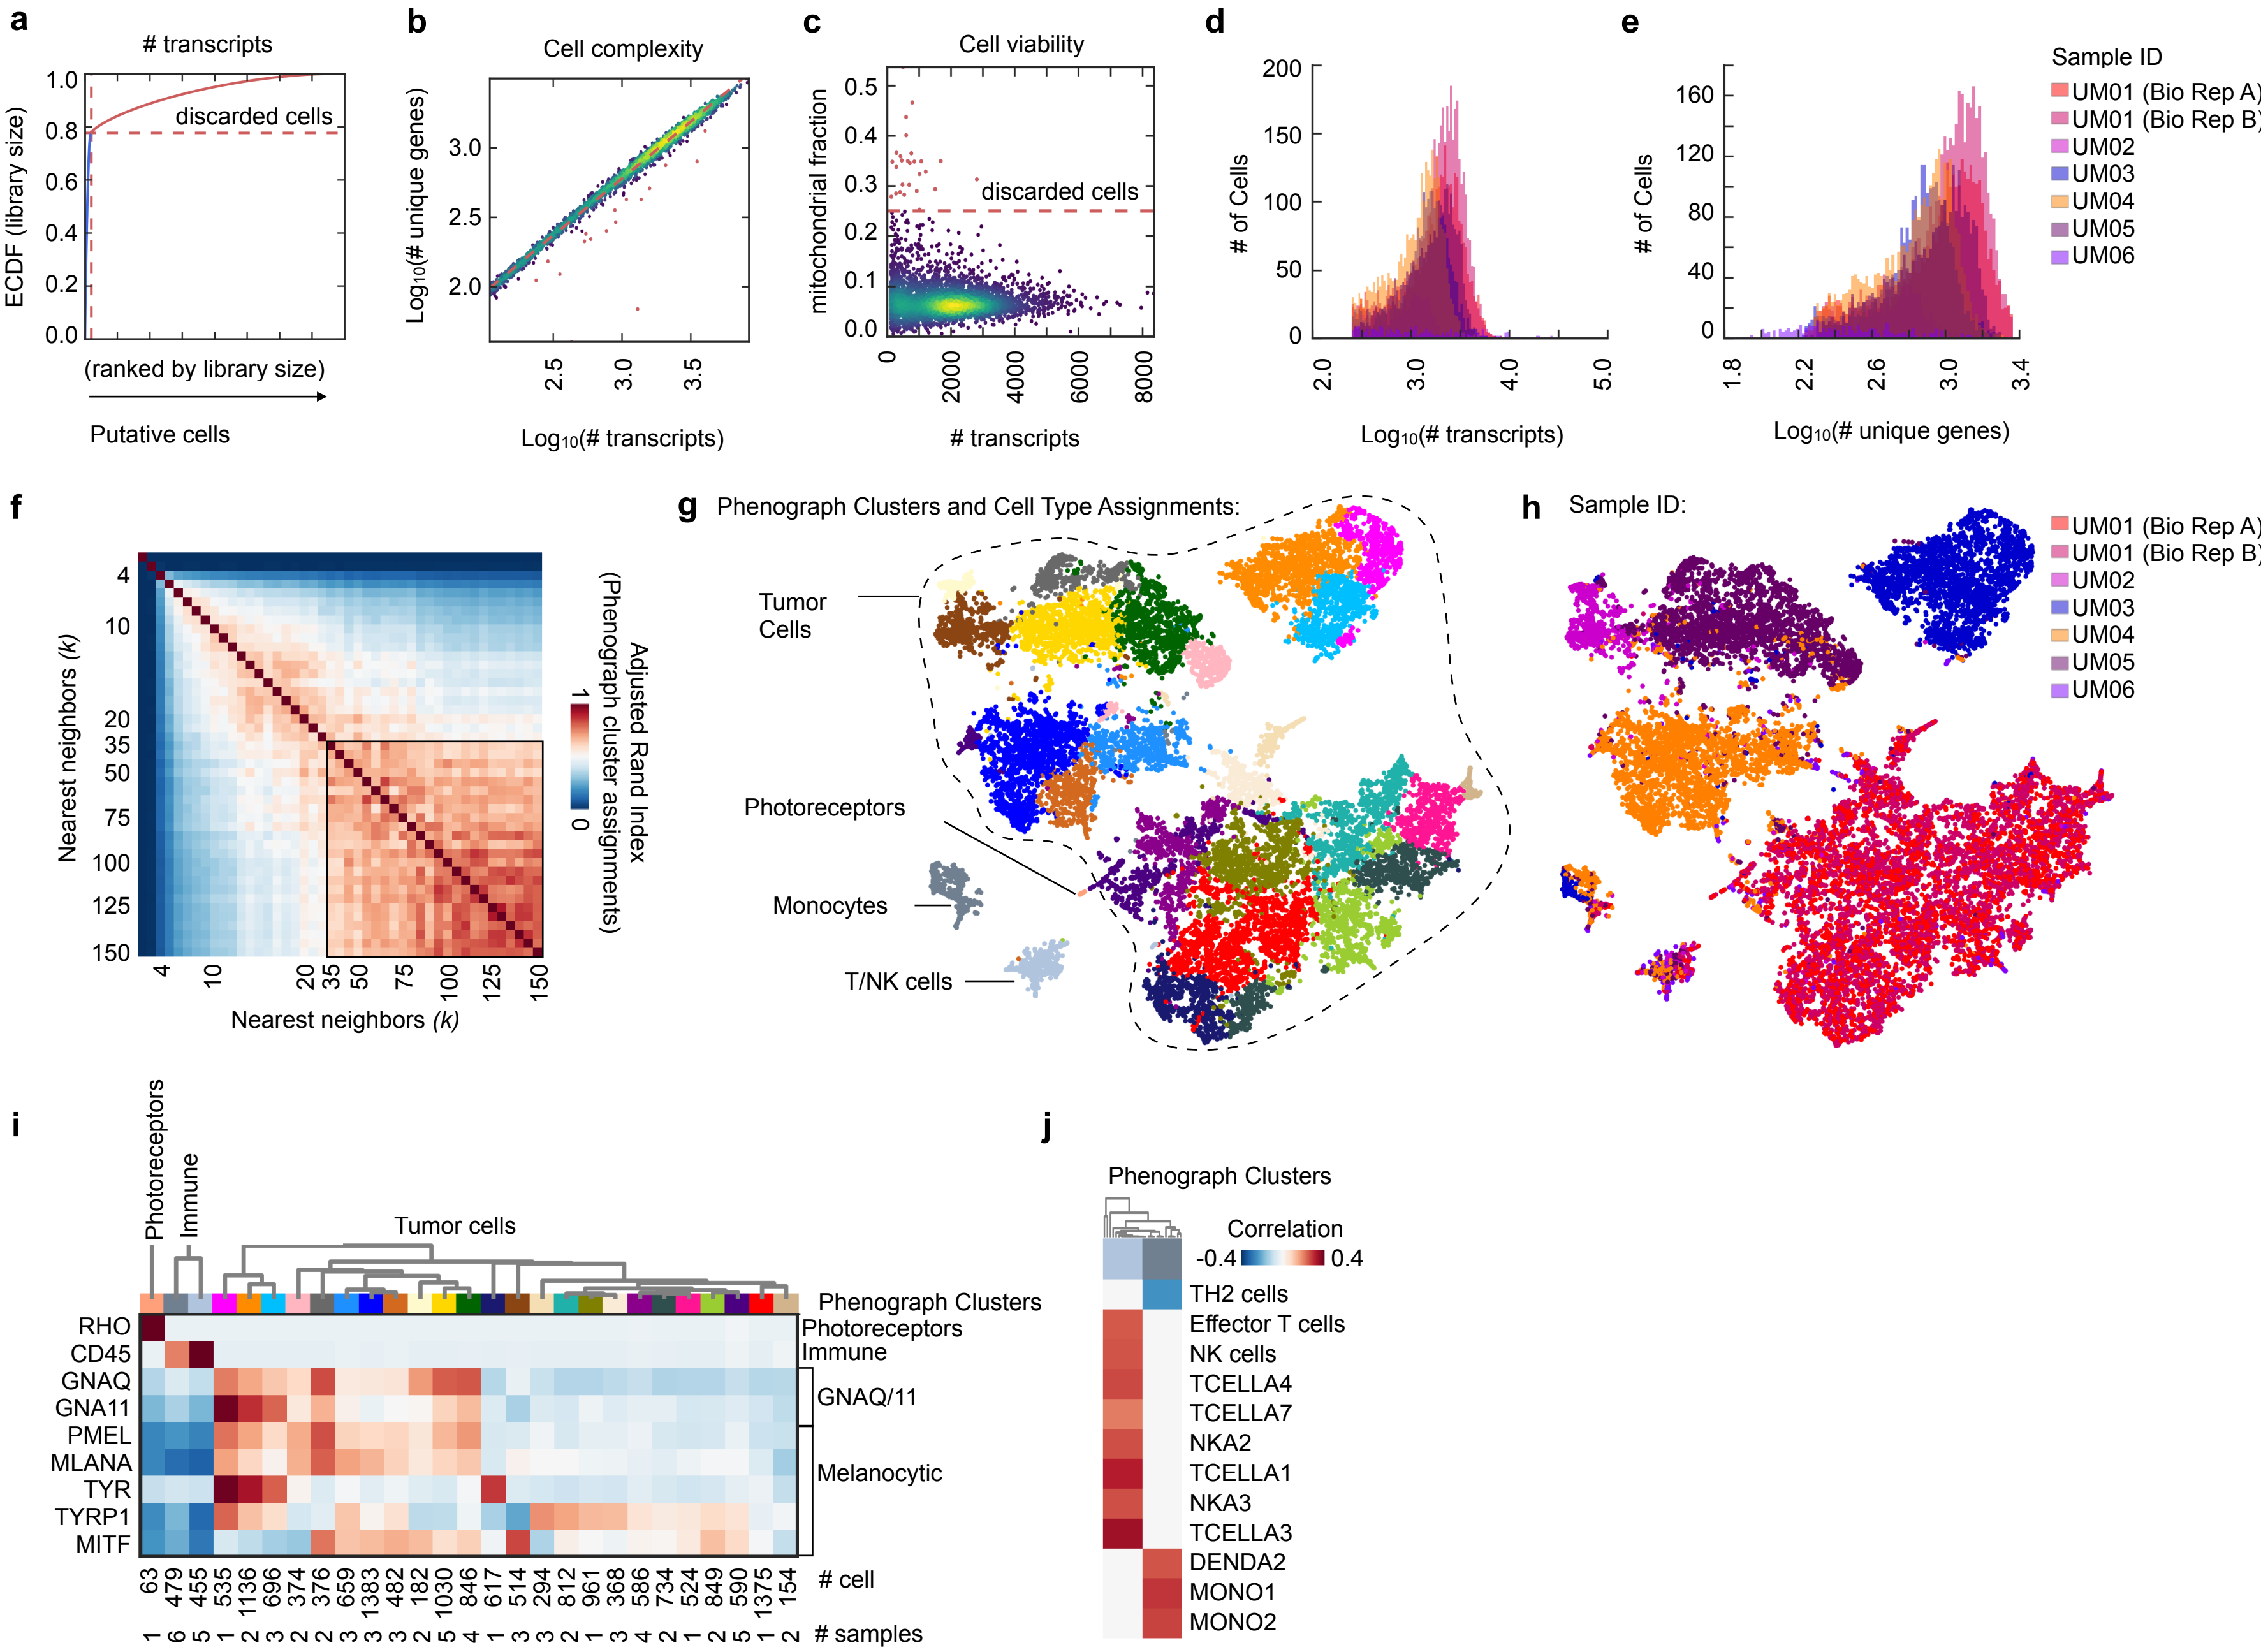 a
# transcripts
ECDF (library size)
1.0
0.8
0.6
0.4
0.2
0.0
discarded cells
(ranked by library size)
Putative cells
b
Cell complexity
Log10(# unique genes)
3.0
2.5
2.0
2.5
3.0
3.5
Log10(# transcripts)
c
Cell viability
mitochondrial fraction
0.5
0.4
0.3
0.2
0.1
0.0
discarded cells
0
2000
4000
6000
8000
# transcripts
d
# of Cells
200
150
100
50
0
2.0
3.0
4.0
5.0
Log10(# transcripts)
e
# of Cells
160
120
80
40
0
1.8
2.2
2.6
3.0
3.4
Log10(# unique genes)
Sample ID
UM01 (Bio Rep A)
UM01 (Bio Rep B)
UM02
UM03
UM04
UM05
UM06
f
Nearest neighbors (k)
4
10
20
35
50
75
100
125
150
4
10
20
35
50
75
100
125
150
Nearest neighbors (k)
1
0
Adjusted Rand Index
(Phenograph cluster assignments)
g
Phenograph Clusters and Cell Type Assignments:
Tumor
Cells
Photoreceptors
Monocytes
T/NK cells
h
Sample ID:
UM01 (Bio Rep A)
UM01 (Bio Rep B)
UM02
UM03
UM04
UM05
UM06
i
Photoreceptors
Immune
Tumor cells
Phenograph Clusters
RHO
CD45
GNAQ
GNA11
PMEL
MLANA
TYR
TYRP1
MITF
Photoreceptors
Immune
GNAQ/11
Melanocytic
63 479 455 535 1136 696 374 376 659 1383 482 182 1030 846 617 514 294 812 961 368 586 734 524 849 590 1375 154
# cell
1 6 5 1 2 3 2 2 3 3 3 2 5 4 1 3 3 2 1 3 4 2 1 2 5 1 2
# samples
j
Phenograph Clusters
Correlation
-0.4
0.4
TH2 cells
Effector T cells
NK cells
TCELLA4
TCELLA7
NKA2
TCELLA1
NKA3
TCELLA3
DENDA2
MONO1
MONO2